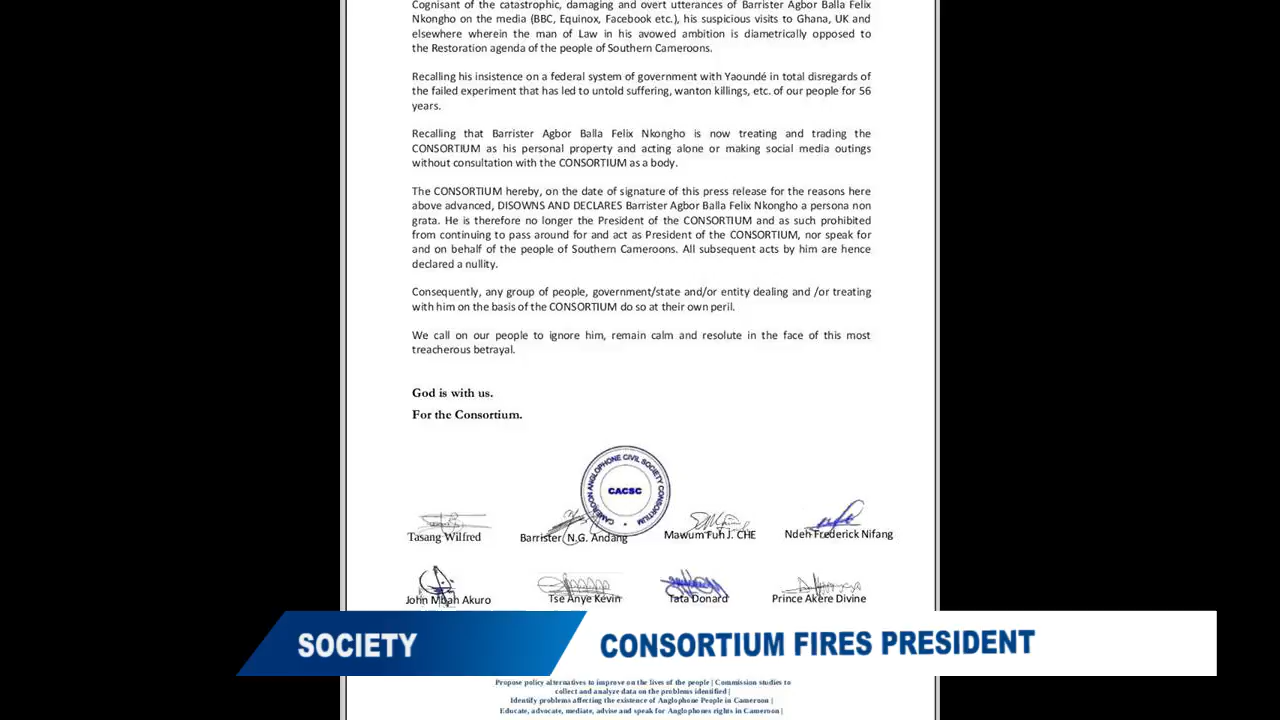 Cognisant of the catastrophic, damaging and overt utterances of Barrister Agbor Balla Felix
Nkongho on the media (BBC, Equinox, Facebook etc.), his suspicious visits to Ghana, UK and
elsewhere wherein the man of Law in his avowed ambition is diametrically opposed to
the Restoration agenda of the people of Southern Cameroons.
Recalling his insistence on a federal system of government with Yaoundé in total disregards of
the failed experiment that has led to untold suffering, wanton killings, etc. of our people for 56
years.
Recalling that Barrister Agbor Balla Felix Nkongho is now treating and trading the
CONSORTIUM as his personal property and acting alone or making social media outings
without consultation with the CONSORTIUM as a body.
The CONSORTIUM hereby, on the date of signature of this press release for the reasons here
above advanced, DISOWNS AND DECLARES Barrister Agbor Balla Felix Nkongho a persona non
grata. He is therefore no longer the President of the CONSORTIUM and as such prohibited
from continuing to pass around for and act as President of the CONSORTIUM, nor speak for
and on behalf of the people of Southern Cameroons. All subsequent acts by him are hence
declared a nullity.
Consequently, any group of people, government/state and/or entity dealing and /or treating
with him on the basis of the CONSORTIUM do so at their own peril.
We call on our people to ignore him, remain calm and resolute in the face of this most
treacherous betrayal.
God is with us.
For the Consortium.
CAMEROON ANGLOPHONE CIVIL SOCIETY CONSORTIUM
CACSC
Tasang Wilfred
Barrister N.G. Andang
Mawum Fuh J. CHE
Ndeh Frederick Nifang
John Mbah Akuro
Tse Anye Kevin
Tata Donard
Prince Akere Divine
SOCIETY
CONSORTIUM FIRES PRESIDENT
Propose policy alternatives to improve on the lives of the people | Commission studies to
collect and analyze data on the problems identified |
Identify problems affecting the existence of Anglophone People in Cameroon |
Educate, advocate, mediate, advise and speak for Anglophones rights in Cameroon |